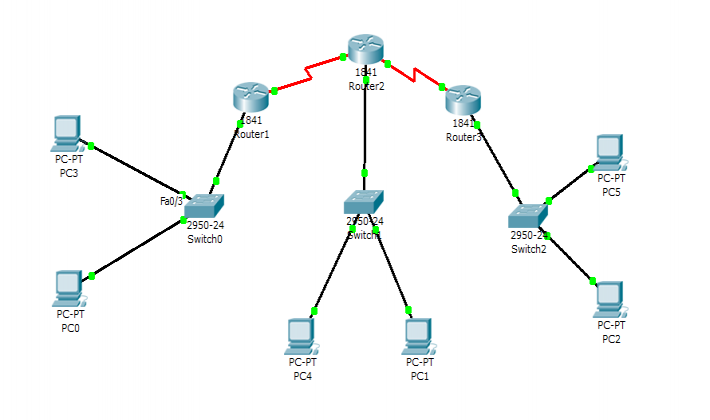 1841
Router2
1841
Router1
1841
Router3
PC-PT
PC3
Fa0/3
2950-24
Switch0
2950-24
2950-24
Switch2
PC-PT
PC5
PC-PT
PC0
PC-PT
PC4
PC-PT
PC1
PC-PT
PC2